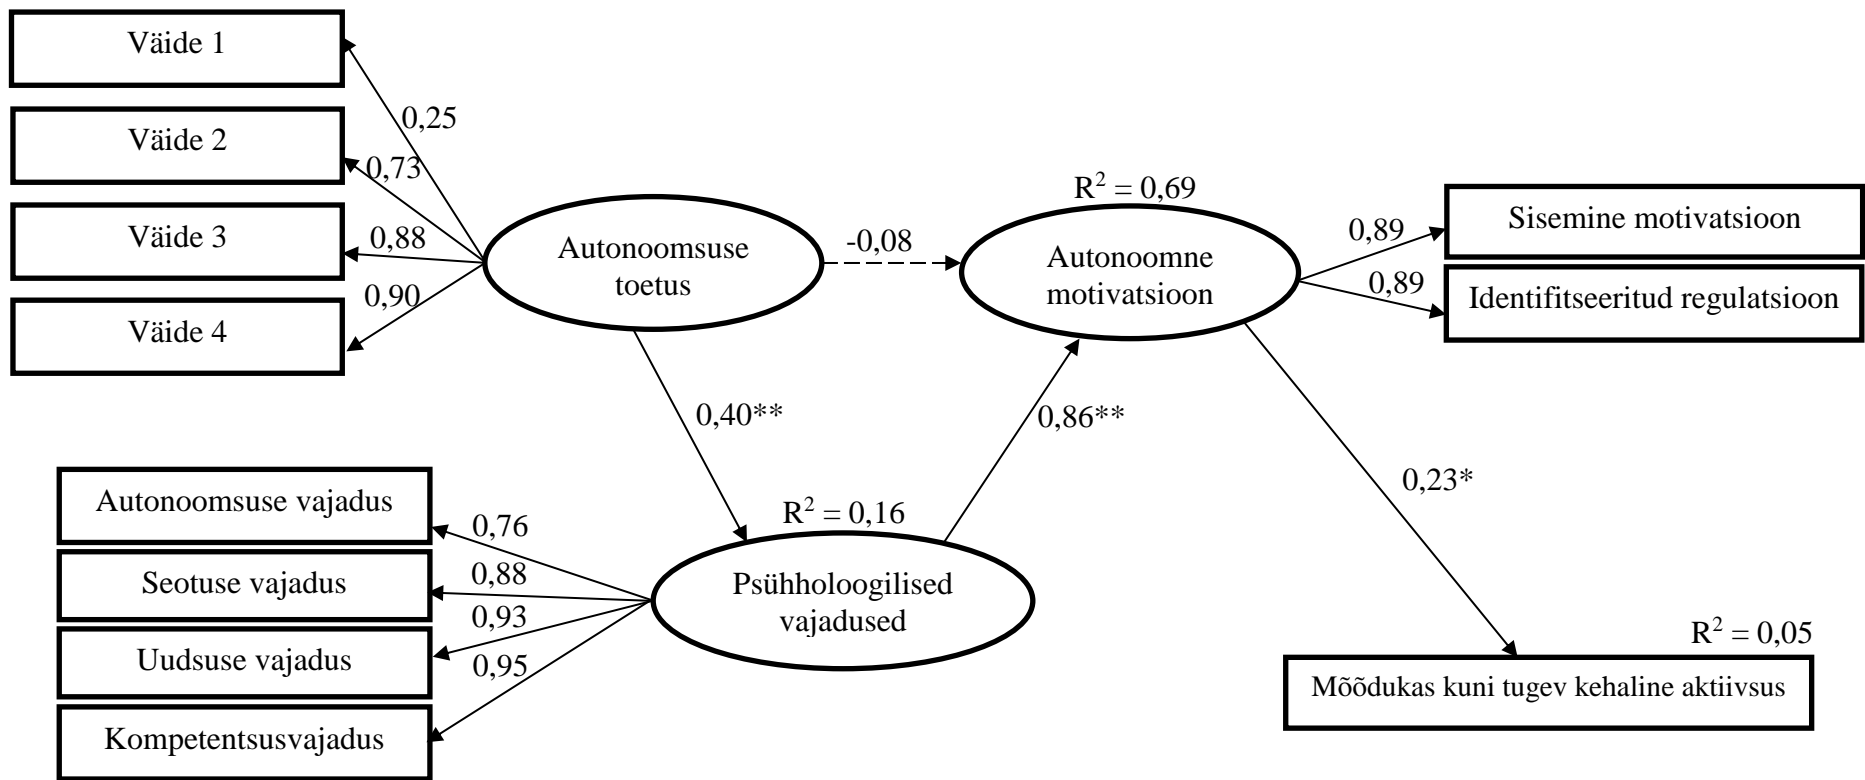 Väide 1
0,25
Väide 2
0,73
Väide 3
0,88
Väide 4
0,90
Autonoomsuse
toetus
-0,08
R² = 0,69
Autonoomne
motivatsioon
0,89
Sisemine motivatsioon
0,89
Identifitseeritud regulatsioon
0,40**
0,86**
0,23*
Autonoomsuse vajadus
0,76
Seotuse vajadus
0,88
Uudsuse vajadus
0,93
Kompetentsusvajadus
0,95
R² = 0,16
Psühholoogilised
vajadused
R² = 0,05
Mõõdukas kuni tugev kehaline aktiivsus